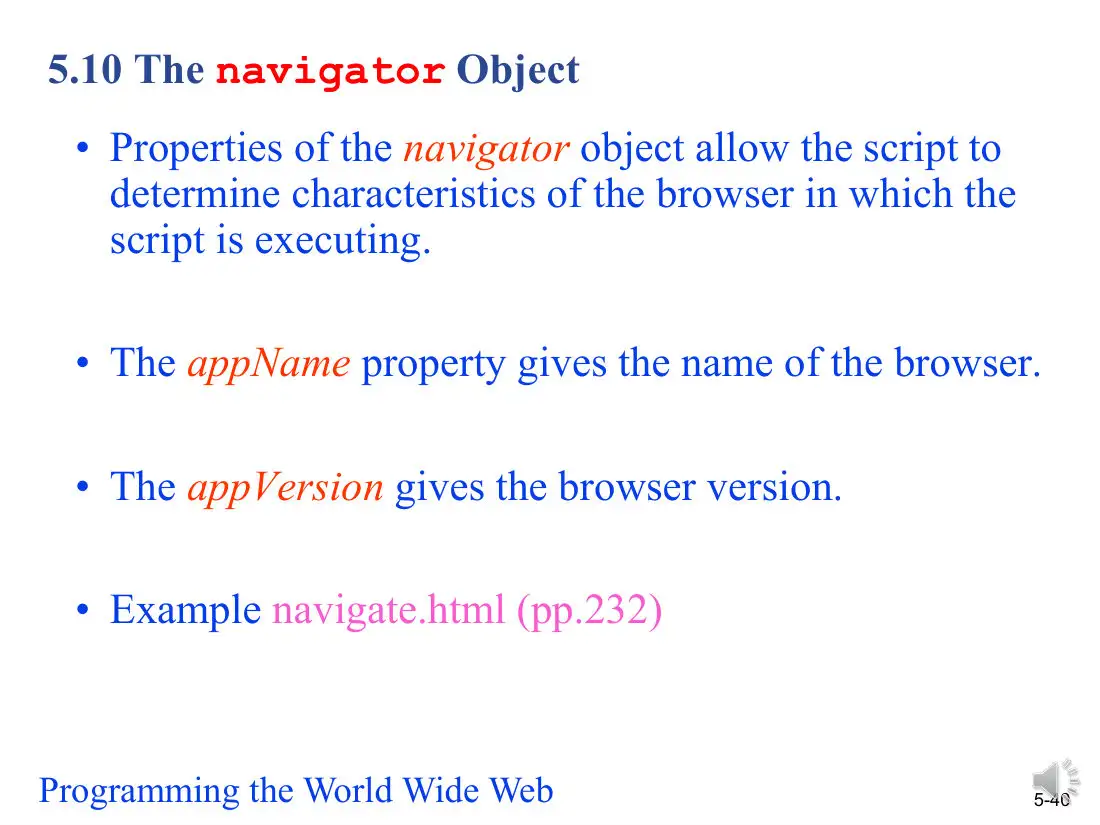 5.10 The navigator Object
• Properties of the navigator object allow the script to
determine characteristics of the browser in which the
script is executing.
• The appName property gives the name of the browser.
• The appVersion gives the browser version.
• Example navigate.html (pp.232)
Programming the World Wide Web
5-40